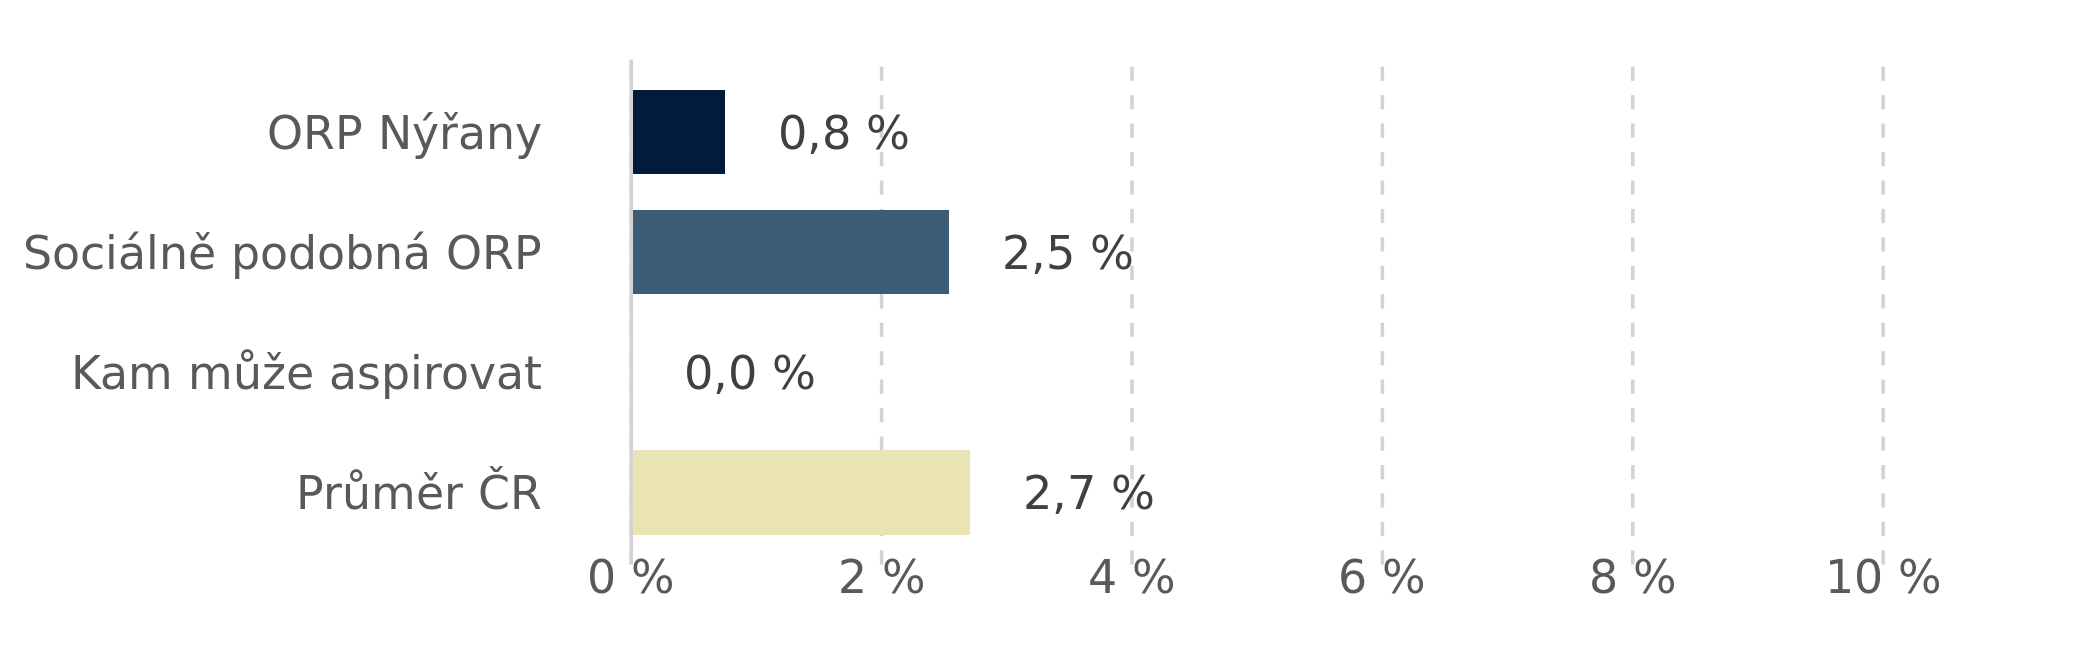 ORP Nýřany 0,8 %
Sociálně podobná ORP 2,5 %
Kam může aspirovat 0,0 %
Průměr ČR 2,7 %
0 % 2 % 4 % 6 % 8 % 10 %